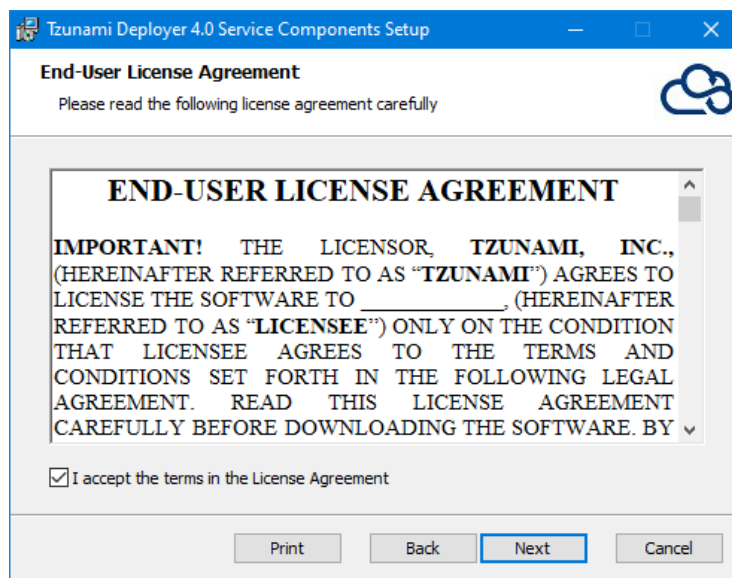 Tzunami Deployer 4.0 Service Components Setup
End-User License Agreement
Please read the following license agreement carefully
END-USER LICENSE AGREEMENT
IMPORTANT! THE LICENSOR, TZUNAMI, INC.,
(HEREINAFTER REFERRED TO AS “TZUNAMI”) AGREES TO
LICENSE THE SOFTWARE TO _____________, (HEREINAFTER
REFERRED TO AS “LICENSEE”) ONLY ON THE CONDITION
THAT LICENSEE AGREES TO THE TERMS AND
CONDITIONS SET FORTH IN THE FOLLOWING LEGAL
AGREEMENT. READ THIS LICENSE AGREEMENT
CAREFULLY BEFORE DOWNLOADING THE SOFTWARE. BY
I accept the terms in the License Agreement
Print Back Next Cancel